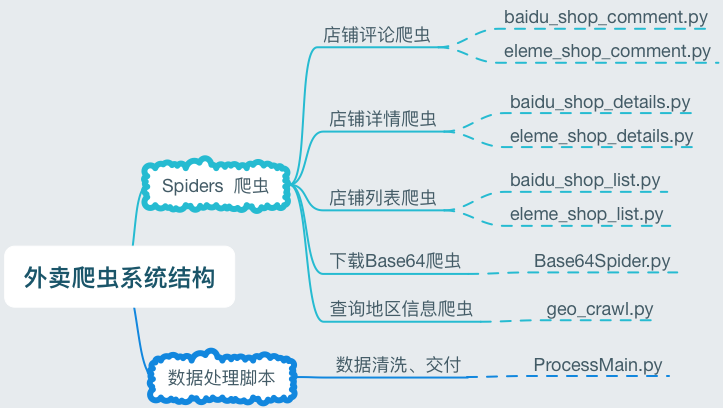 店铺评论爬虫
baidu_shop_comment.py
eleme_shop_comment.py
店铺详情爬虫
baidu_shop_details.py
eleme_shop_details.py
Spiders 爬虫
店铺列表爬虫
baidu_shop_list.py
eleme_shop_list.py
下载Base64爬虫
Base64Spider.py
外卖爬虫系统结构
查询地区信息爬虫
geo_crawl.py
数据处理脚本
数据清洗、交付
ProcessMain.py